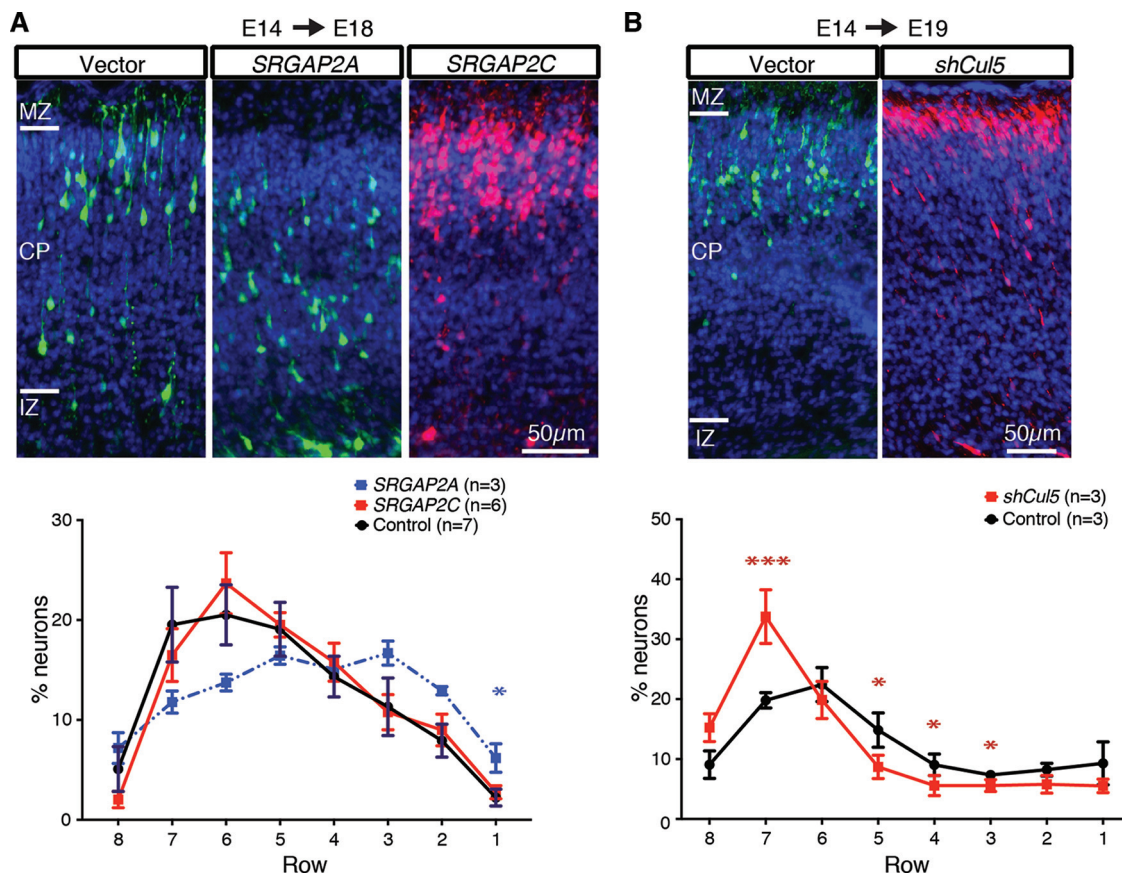 A
E14 → E18
Vector
SRGAP2A
SRGAP2C
MZ
CP
IZ
50µm
SRGAP2A (n=3)
SRGAP2C (n=6)
Control (n=7)
% neurons
30
20
10
0
8 7 6 5 4 3 2 1
Row
*
B
E14 → E19
Vector
shCul5
MZ
CP
IZ
50µm
shCul5 (n=3)
Control (n=3)
% neurons
50
40
30
20
10
0
8 7 6 5 4 3 2 1
Row
***
*
*
*